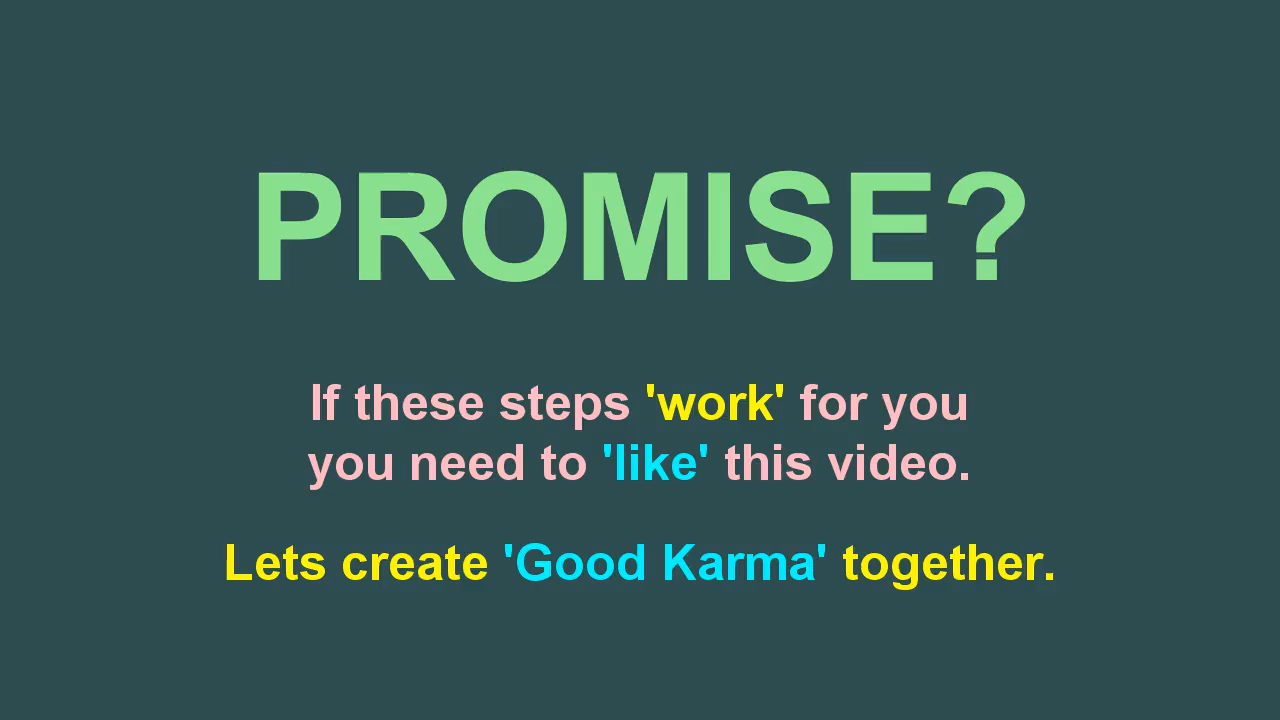 PROMISE?
If these steps 'work' for you
you need to 'like' this video.
Lets create 'Good Karma' together.